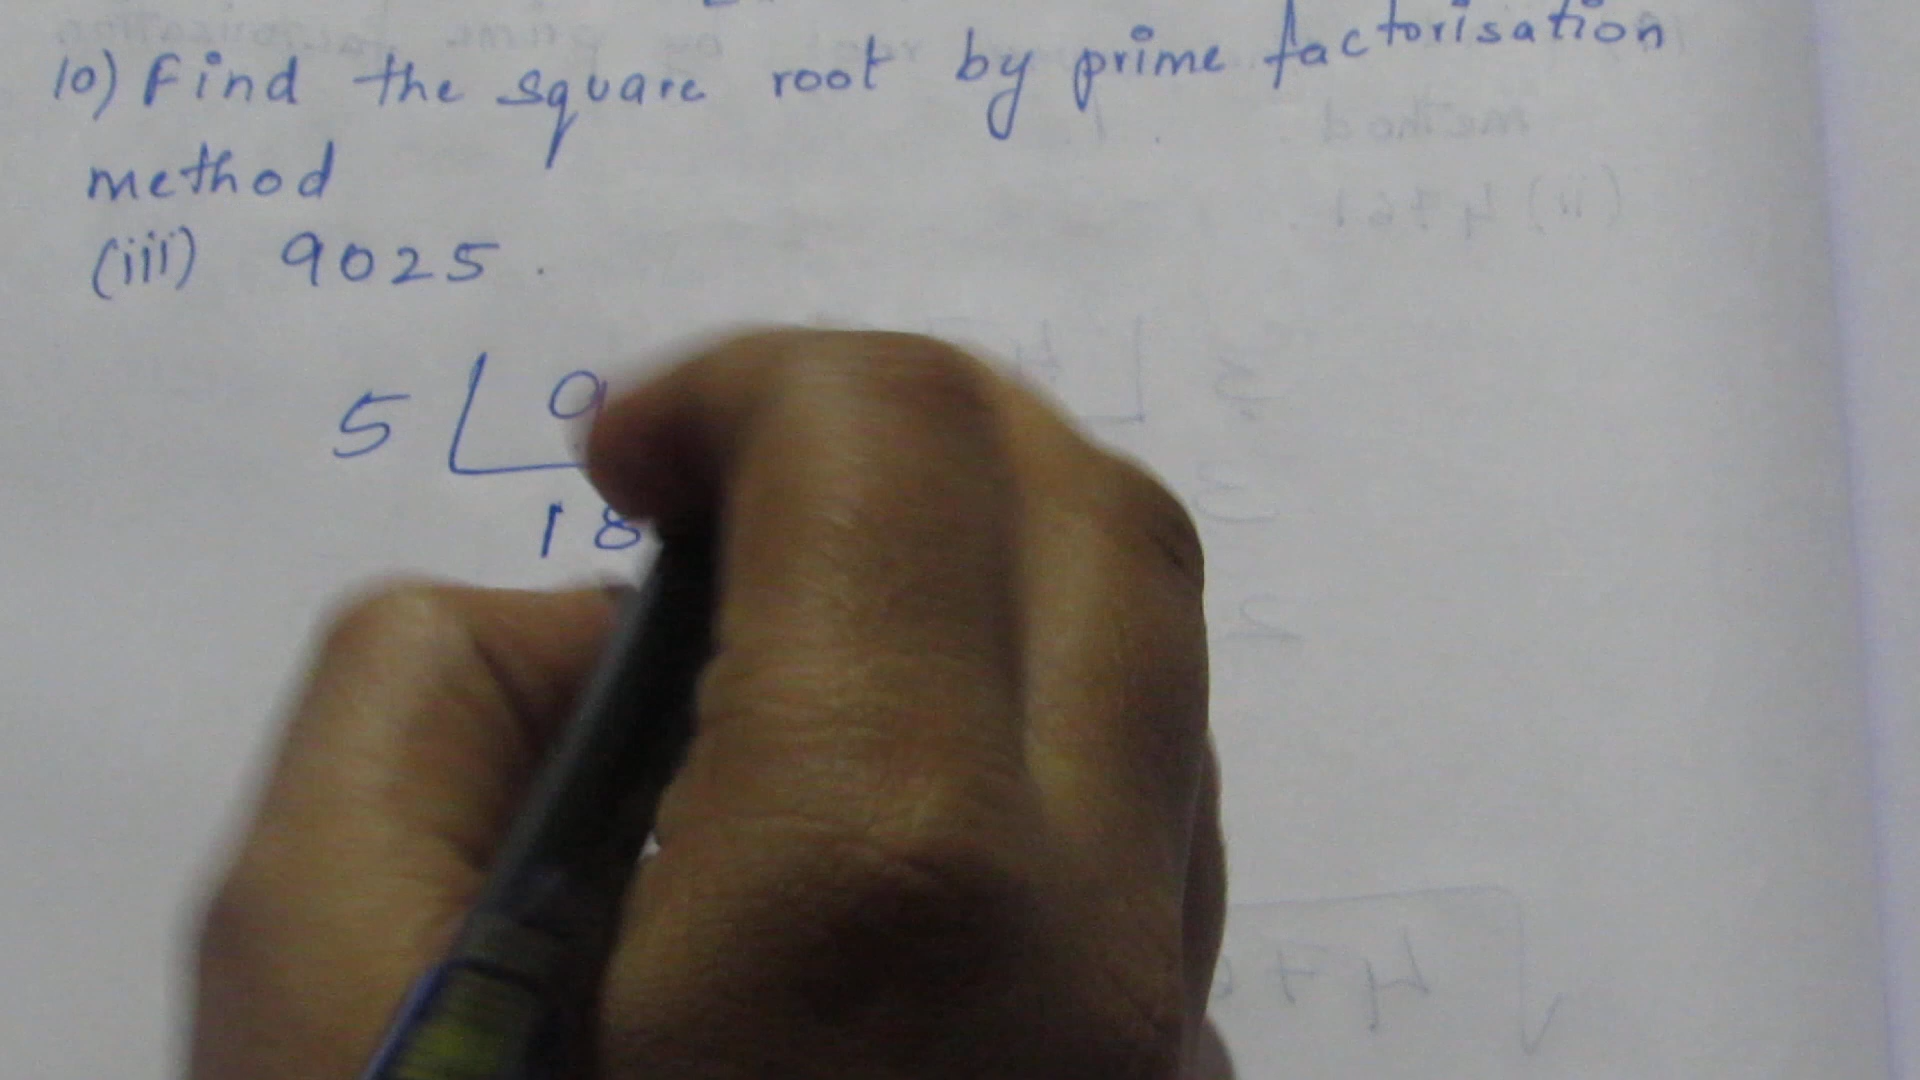 10) Find the square root by prime factorisation
method
(iii) 9025.
5 9
18